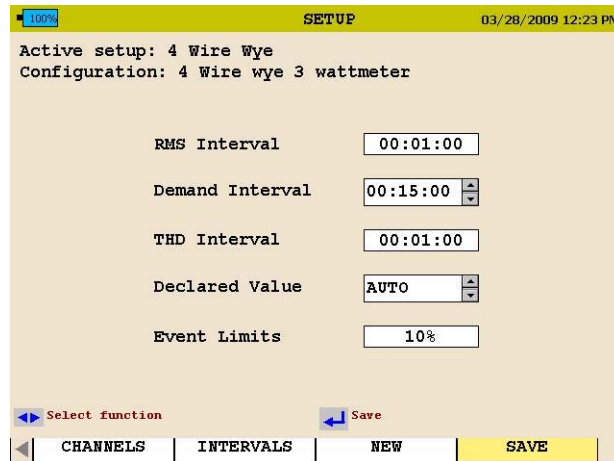 100% SETUP 03/28/2009 12:23 PM
Active setup: 4 Wire Wye
Configuration: 4 Wire wye 3 wattmeter
RMS Interval 00:01:00
Demand Interval 00:15:00
THD Interval 00:01:00
Declared Value AUTO
Event Limits 10%
Select function Save
CHANNELS INTERVALS NEW SAVE